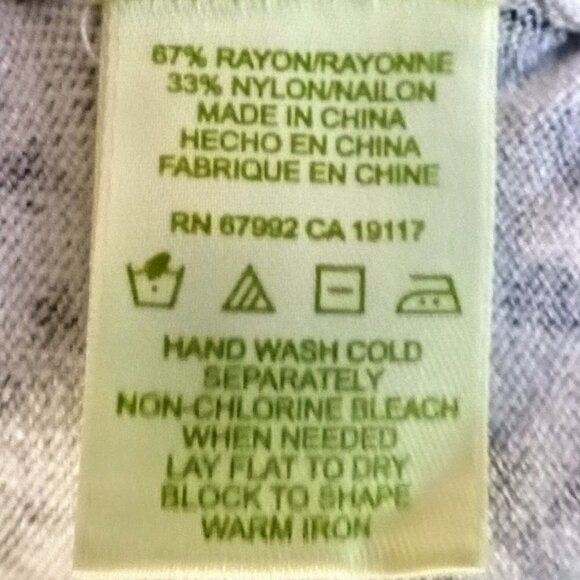 67% RAYON/RAYONNE
33% NYLON/NAILON
MADE IN CHINA
HECHO EN CHINA
FABRIQUE EN CHINE
RN 67992 CA 19117
HAND WASH COLD
SEPARATELY
NON-CHLORINE BLEACH
WHEN NEEDED
LAY FLAT TO DRY
BLOCK TO SHAPE
WARM IRON